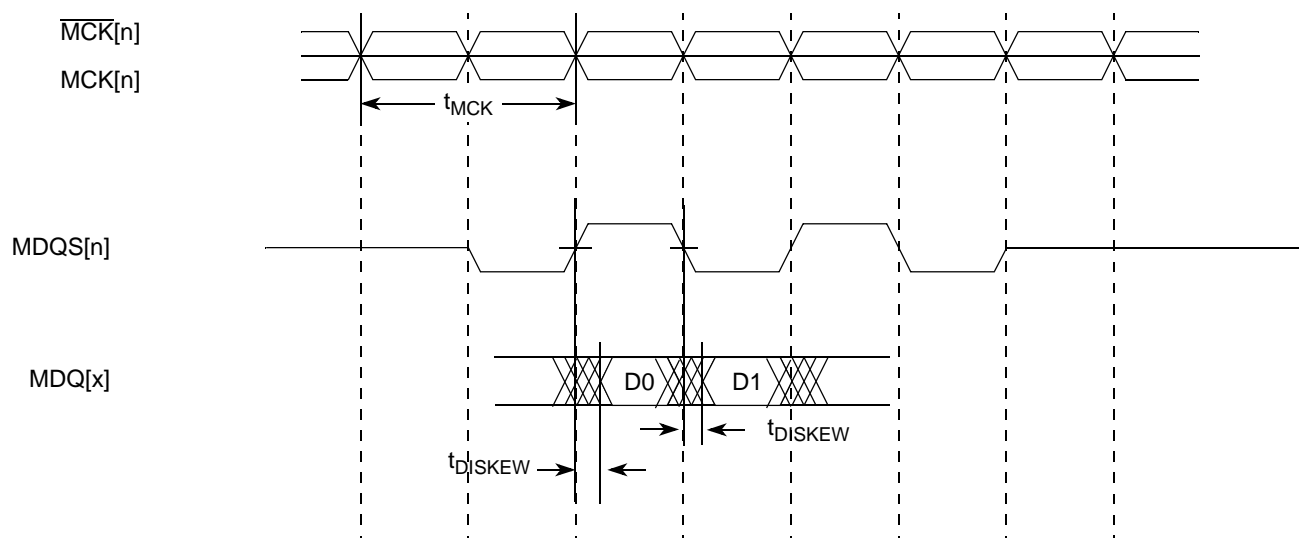 MCK[n]
MCK[n]
tMCK
MDQS[n]
MDQ[x]
D0
D1
tDISKEW
tDISKEW